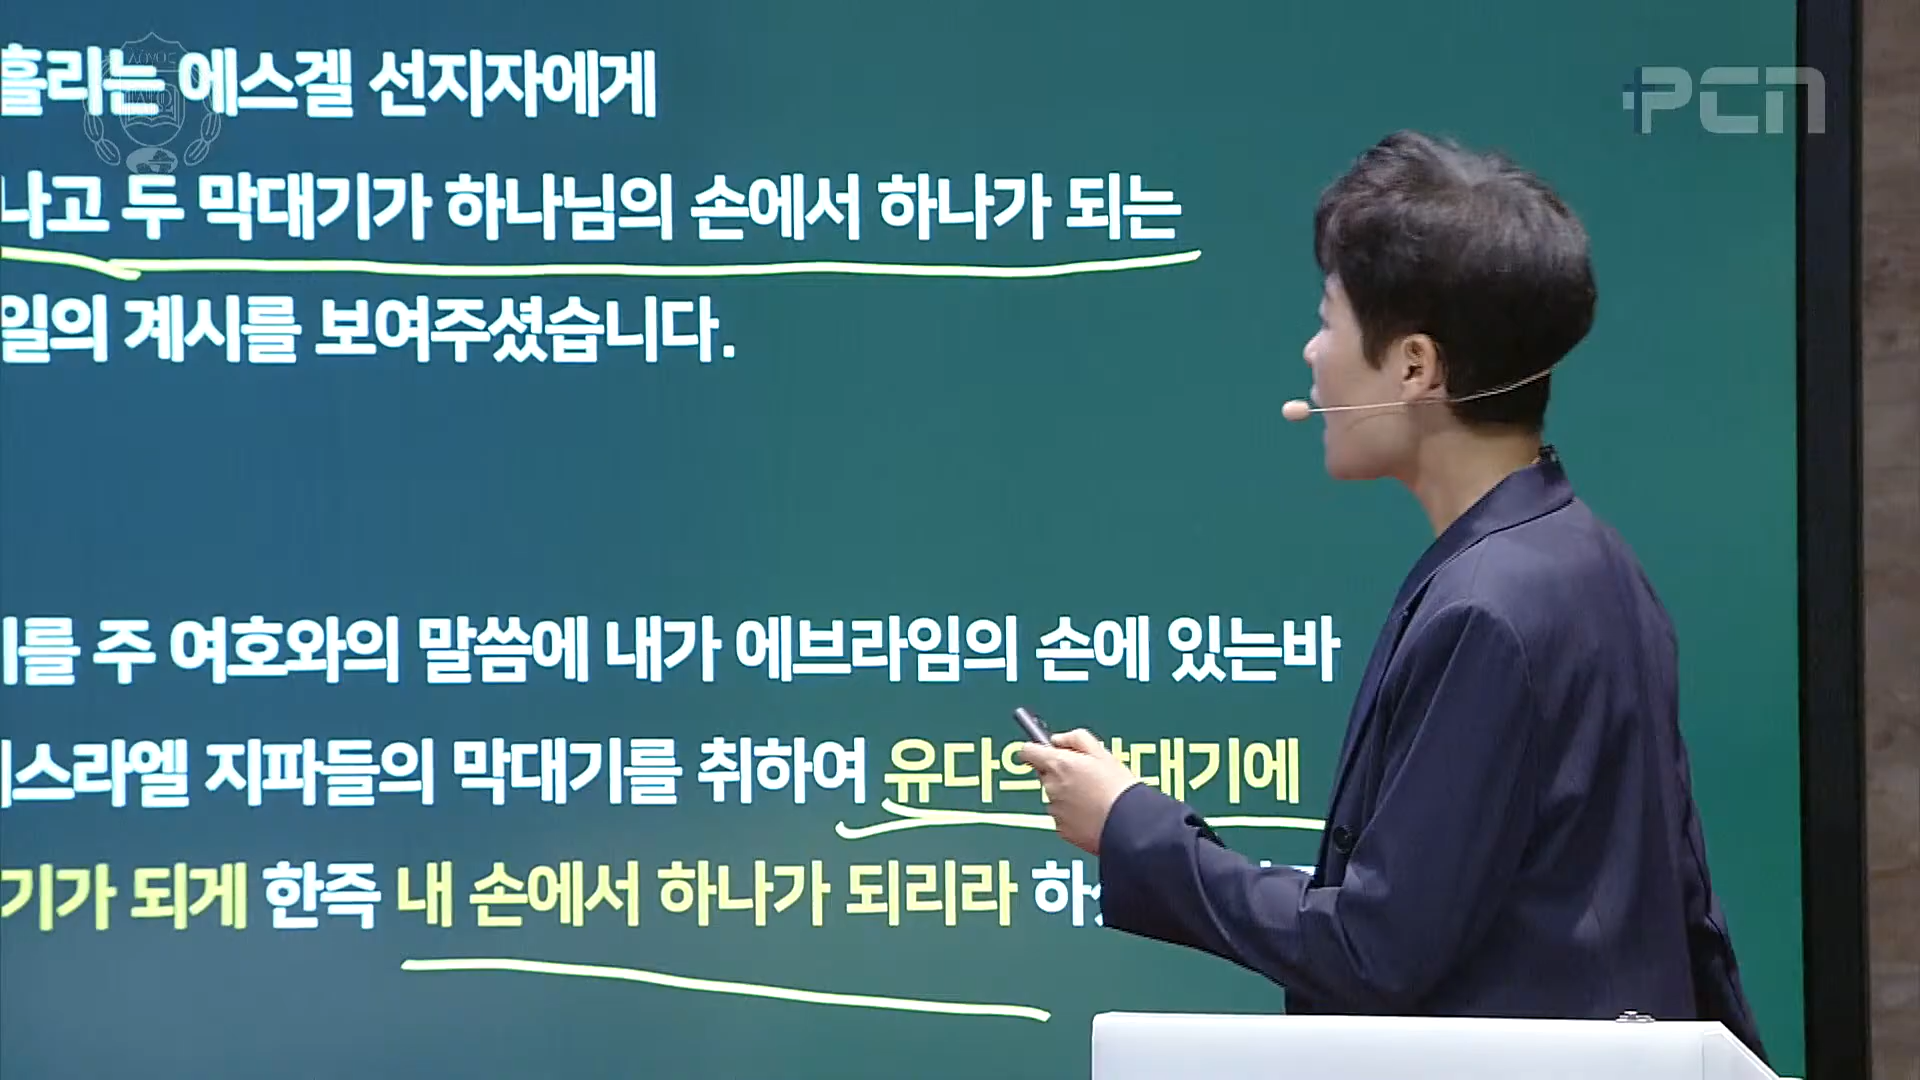 흘리는 에스겔 선지자에게
PCN
나고 두 막대기가 하나님의 손에서 하나가 되는
일의 계시를 보여주셨습니다.
를 주 여호와의 말씀에 내가 에브라임의 손에 있는바
이스라엘 지파들의 막대기를 취하여 유다의 막대기에
기가 되게 한즉 내 손에서 하나가 되리라